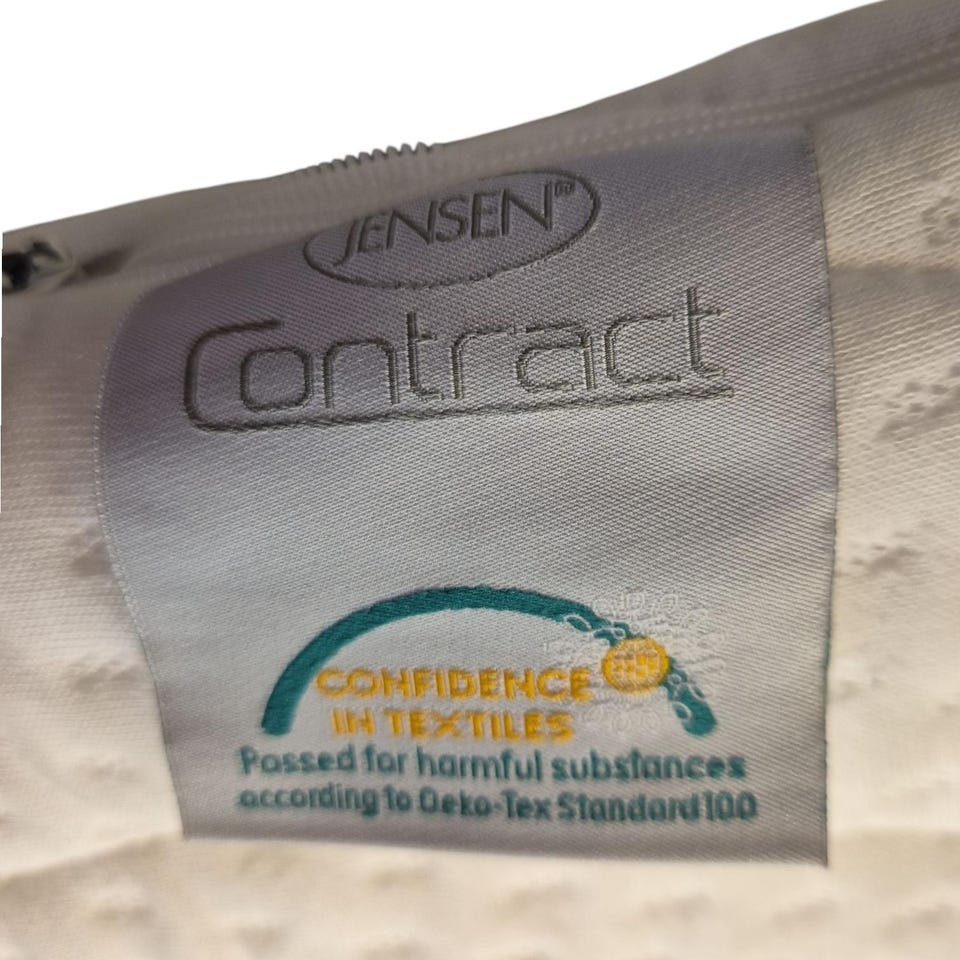 JENSEN®
Contract
CONFIDENCE
IN TEXTILES
Passed for harmful substances
according to Oeko-Tex Standard 100